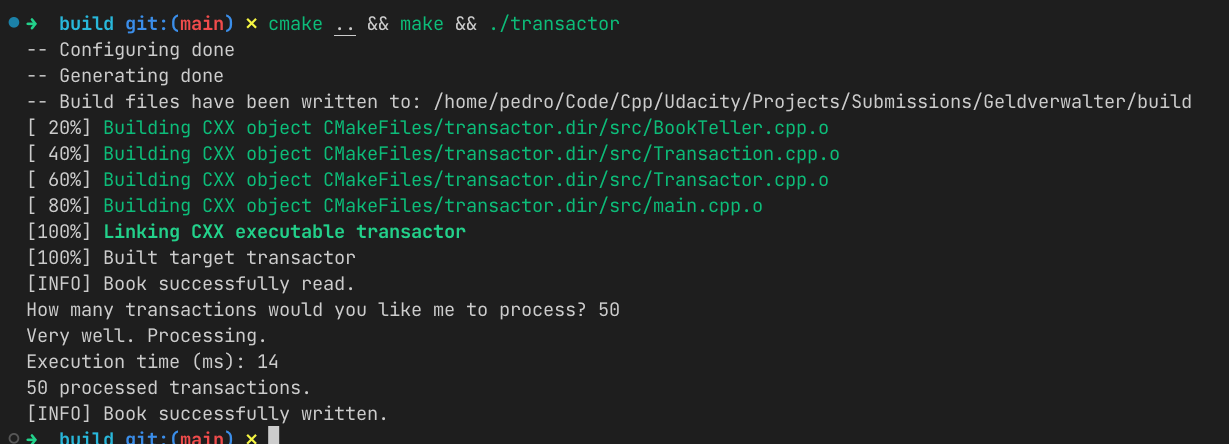 ➜ build git:(main) ✗ cmake .. && make && ./transactor
-- Configuring done
-- Generating done
-- Build files have been written to: /home/pedro/Code/Cpp/Udacity/Projects/Submissions/Geldverwalter/build
[ 20%] Building CXX object CMakeFiles/transactor.dir/src/BookTeller.cpp.o
[ 40%] Building CXX object CMakeFiles/transactor.dir/src/Transaction.cpp.o
[ 60%] Building CXX object CMakeFiles/transactor.dir/src/Transactor.cpp.o
[ 80%] Building CXX object CMakeFiles/transactor.dir/src/main.cpp.o
[100%] Linking CXX executable transactor
[100%] Built target transactor
[INFO] Book successfully read.
How many transactions would you like me to process? 50
Very well. Processing.
Execution time (ms): 14
50 processed transactions.
[INFO] Book successfully written.
➜ build git:(main) ✗